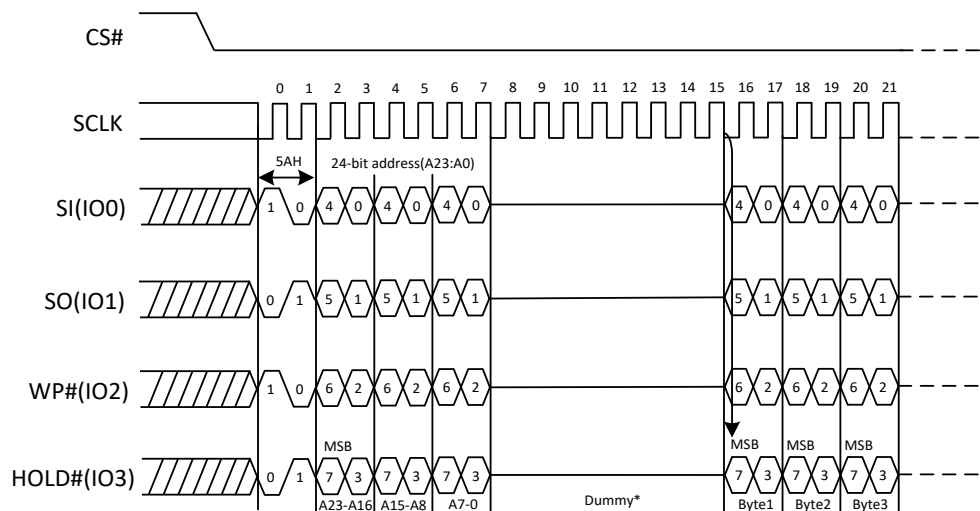 CS#
0 1 2 3 4 5 6 7 8 9 10 11 12 13 14 15 16 17 18 19 20 21
SCLK
5AH 24-bit address(A23:A0)
SI(IO0) 1 0 4 0 4 0 4 0 4 0 4 0 4 0
SO(IO1) 0 1 5 1 5 1 5 1 5 1 5 1 5 1
WP#(IO2) 1 0 6 2 6 2 6 2 6 2 6 2 6 2
MSB MSB MSB MSB
HOLD#(IO3) 0 1 7 3 7 3 7 3 7 3 7 3 7 3
A23-A16 A15-A8 A7-0 Dummy* Byte1 Byte2 Byte3